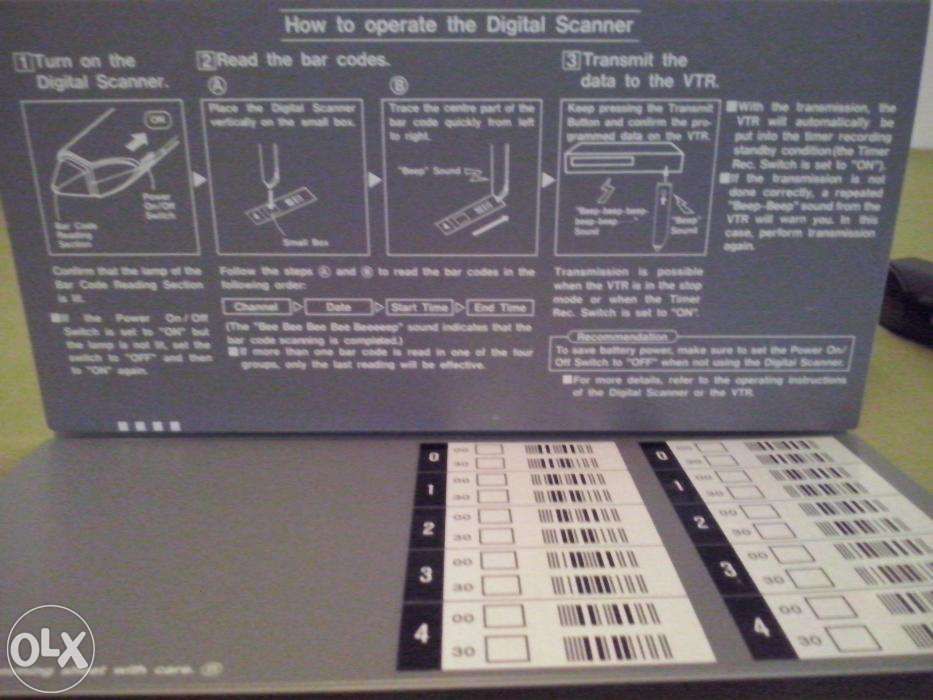 How to operate the Digital Scanner
1 Turn on the
Digital Scanner.
ON
Power
On/Off
Switch
Bar Code
Reading
Section
Confirm that the lamp of the
Bar Code Reading Section
is lit.
■If the Power On/Off
Switch is set to "ON" but
the lamp is not lit, set the
switch to "OFF" and then
to "ON" again.
2 Read the bar codes.
A
Place the Digital Scanner
vertically on the small box.
Small Box
B
Trace the centre part of the
bar code quickly from left
to right.
"Beep" Sound
Follow the steps Ⓐ and Ⓑ to read the bar codes in the
following order:
Channel Date Start Time End Time
(The "Bee Bee Bee Bee Beeeeep" sound indicates that the
bar code scanning is completed.)
■If more than one bar code is read in one of the four
groups, only the last reading will be effective.
3 Transmit the
data to the VTR.
Keep pressing the Transmit
Button and confirm the pro-
grammed data on the VTR.
"Beep-beep-beep-
beep-beep"
Sound
"Beep"
Sound
Transmission is possible
when the VTR is in the stop
mode or when the Timer
Rec. Switch is set to "ON".
■With the transmission, the
VTR will automatically be
put into the timer recording
standby condition (the Timer
Rec. Switch is set to "ON").
■If the transmission is not
done correctly, a repeated
"Beep-Beep" sound from the
VTR will warn you. In this
case, perform transmission
again.
Recommendation
To save battery power, make sure to set the Power On/
Off Switch to "OFF" when not using the Digital Scanner.
■For more details, refer to the operating instructions
of the Digital Scanner or the VTR.
0 00
30
1 00
30
2 00
30
3 00
30
4 00
30
0 00
30
1 00
30
2 00
30
3 00
30
4 00
30
with care.
OLX